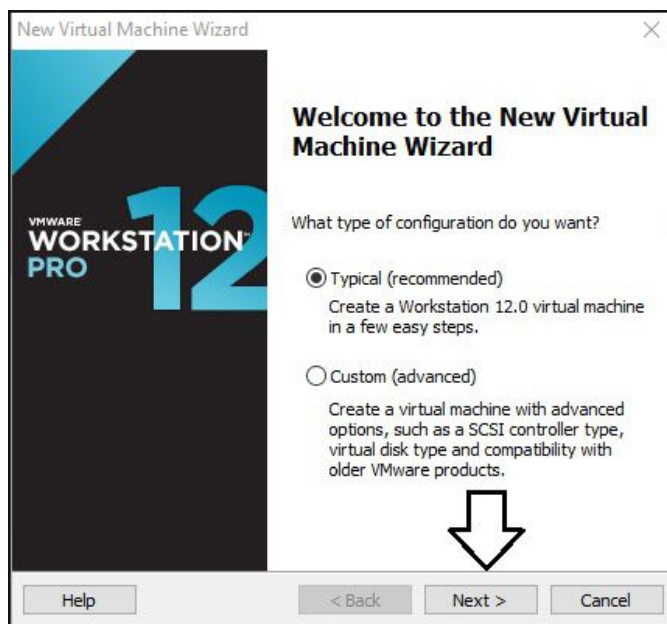 New Virtual Machine Wizard
VMWARE
WORKSTATION™
PRO
12
Welcome to the New Virtual
Machine Wizard
What type of configuration do you want?
Typical (recommended)
Create a Workstation 12.0 virtual machine
in a few easy steps.
Custom (advanced)
Create a virtual machine with advanced
options, such as a SCSI controller type,
virtual disk type and compatibility with
older VMware products.
Help
< Back
Next >
Cancel